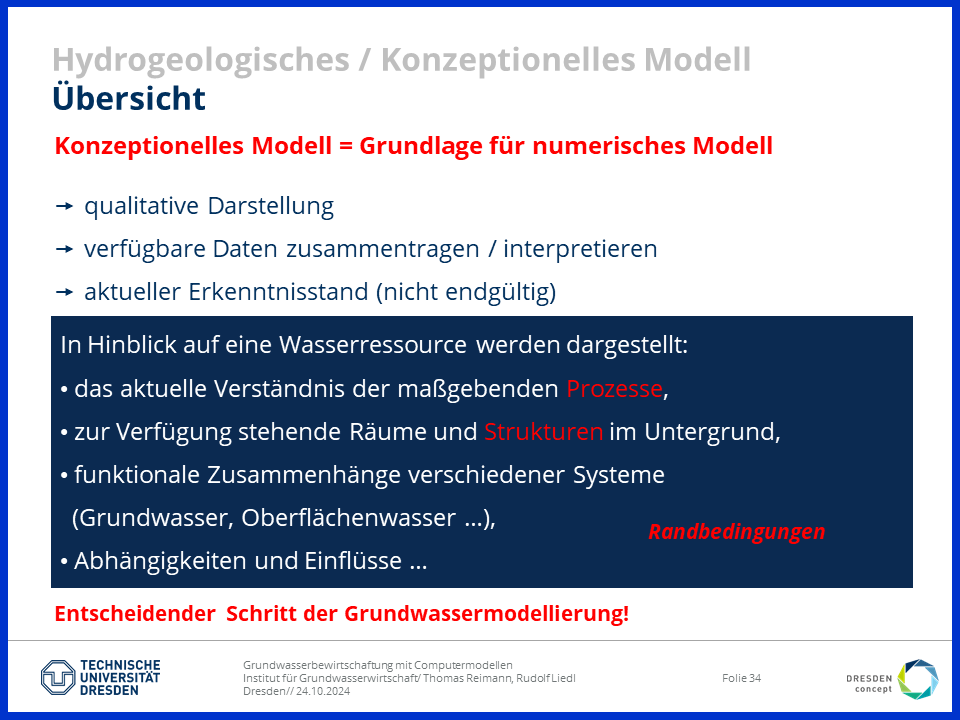 Hydrogeologisches / Konzeptionelles Modell
Übersicht
Konzeptionelles Modell = Grundlage für numerisches Modell
→ qualitative Darstellung
→ verfügbare Daten zusammentragen / interpretieren
→ aktueller Erkenntnisstand (nicht endgültig)
In Hinblick auf eine Wasserressource werden dargestellt:
• das aktuelle Verständnis der maßgebenden Prozesse,
• zur Verfügung stehende Räume und Strukturen im Untergrund,
• funktionale Zusammenhänge verschiedener Systeme
(Grundwasser, Oberflächenwasser …),
Randbedingungen
• Abhängigkeiten und Einflüsse …
Entscheidender Schritt der Grundwassermodellierung!
TECHNISCHE
UNIVERSITÄT
DRESDEN
Grundwasserbewirtschaftung mit Computermodellen
Institut für Grundwasserwirtschaft/ Thomas Reimann, Rudolf Liedl
Dresden// 24.10.2024
Folie 34
DRESDEN
concept